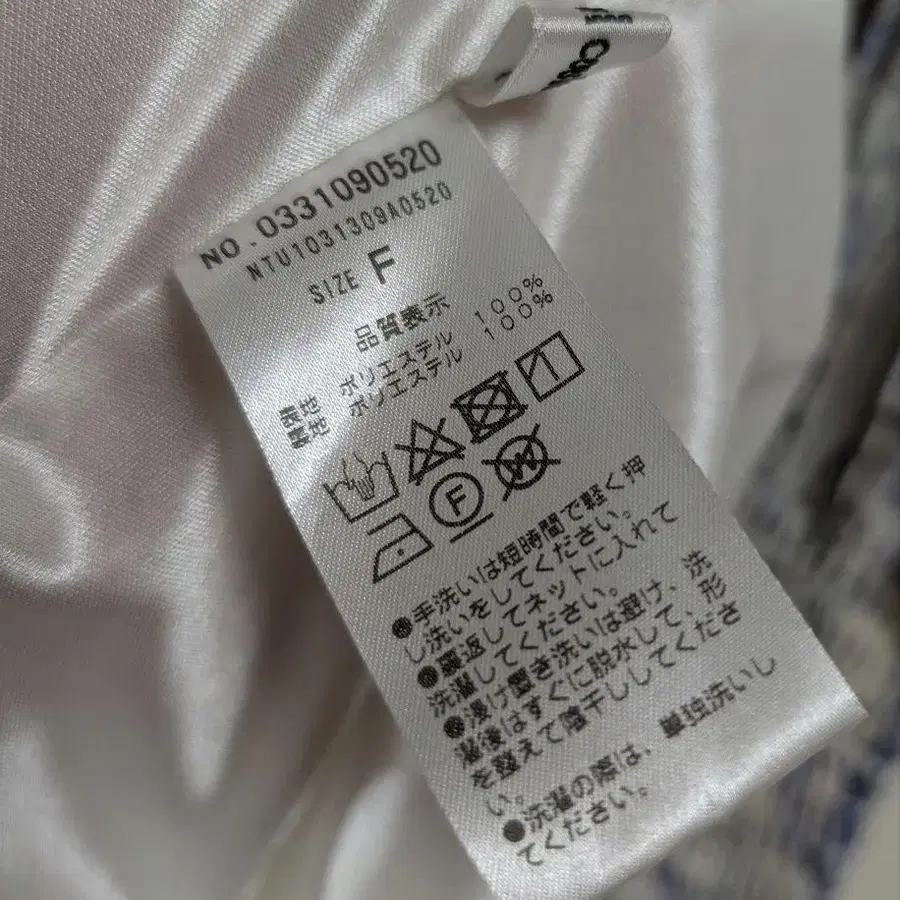 NO. 0331090520
NTU1031309A0520
SIZE F
品質表示
表地 ポリエステル 100%
裏地 ポリエステル 100%
F
W
●手洗いは短時間で軽く押
し洗いをしてください。
●裏返してネットに入れて
洗濯してください。
●浸け置き洗いは避け、洗
濯後はすぐに脱水して、形
を整えて陰干ししてくださ
い。
●洗濯の際は、単独洗いし
てください。